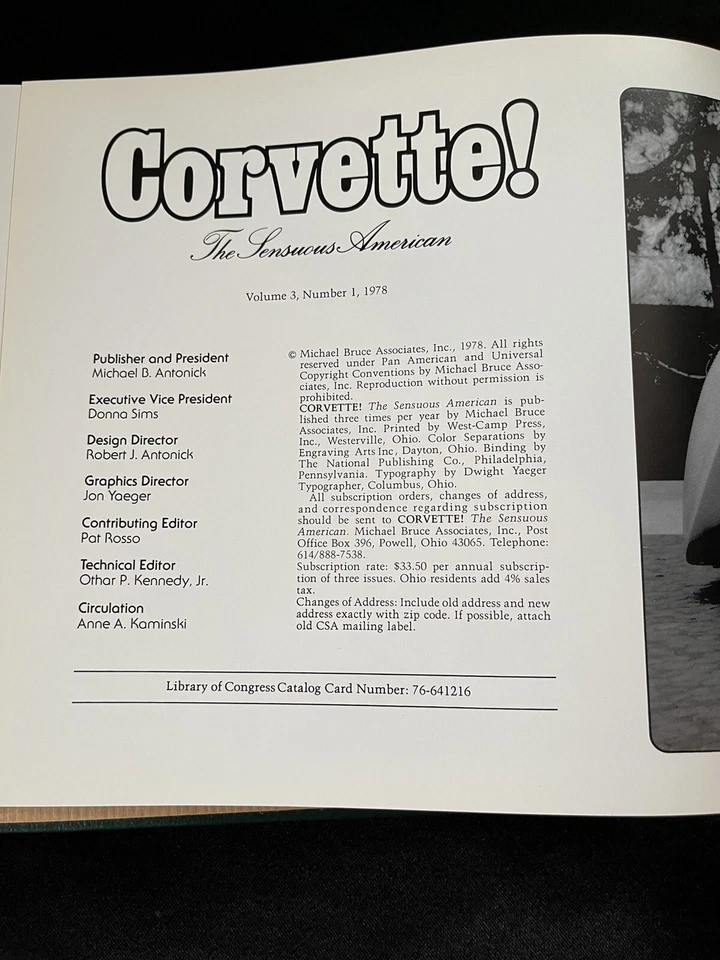 Corvette!
The Sensuous American
Volume 3, Number 1, 1978
Publisher and President
Michael B. Antonick
Executive Vice President
Donna Sims
Design Director
Robert J. Antonick
Graphics Director
Jon Yaeger
Contributing Editor
Pat Rosso
Technical Editor
Othar P. Kennedy, Jr.
Circulation
Anne A. Kaminski
© Michael Bruce Associates, Inc., 1978. All rights
reserved under Pan American and Universal
Copyright Conventions by Michael Bruce Asso-
ciates, Inc. Reproduction without permission is
prohibited.
CORVETTE! The Sensuous American is pub-
lished three times per year by Michael Bruce
Associates, Inc. Printed by West-Camp Press,
Inc., Westerville, Ohio. Color Separations by
Engraving Arts Inc, Dayton, Ohio. Binding by
The National Publishing Co., Philadelphia,
Pennsylvania. Typography by Dwight Yaeger
Typographer, Columbus, Ohio.
All subscription orders, changes of address,
and correspondence regarding subscription
should be sent to CORVETTE! The Sensuous
American. Michael Bruce Associates, Inc., Post
Office Box 396, Powell, Ohio 43065. Telephone:
614/888-7538.
Subscription rate: $33.50 per annual subscrip-
tion of three issues. Ohio residents add 4% sales
tax.
Changes of Address: Include old address and new
address exactly with zip code. If possible, attach
old CSA mailing label.
Library of Congress Catalog Card Number: 76-641216